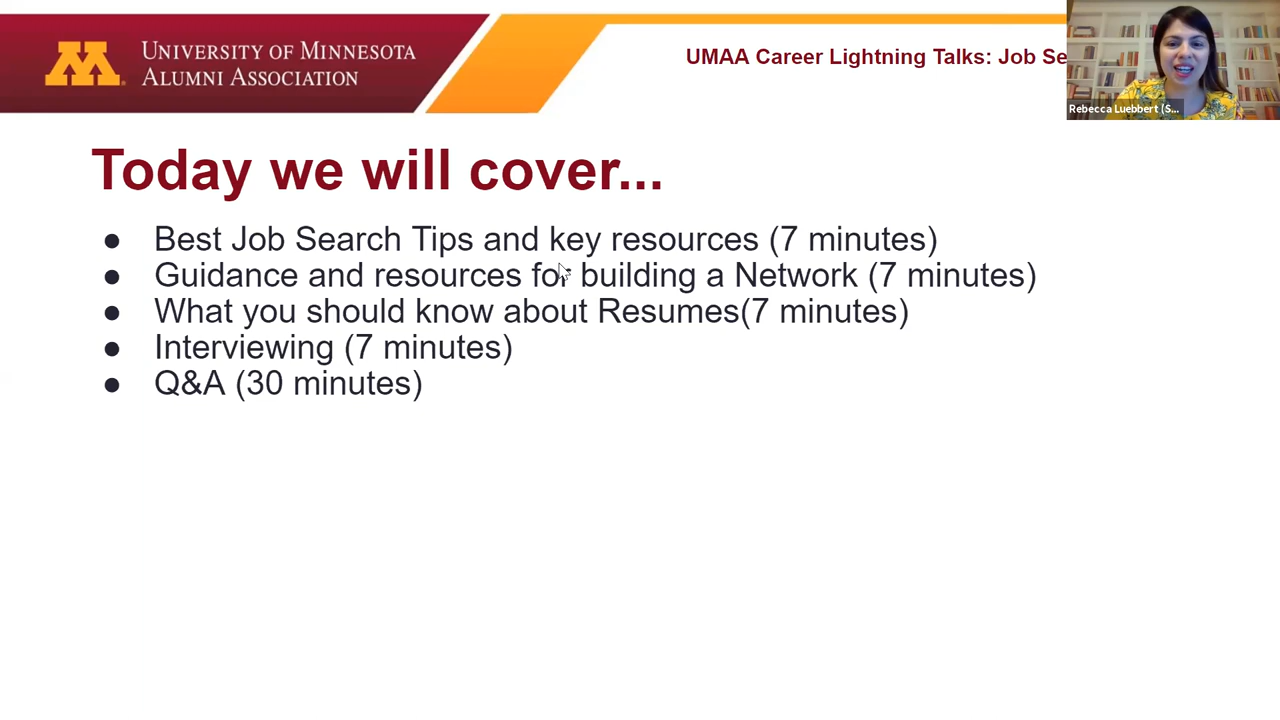 UNIVERSITY OF MINNESOTA
ALUMNI ASSOCIATION
UMAA Career Lightning Talks: Job Se
Rebecca Luebbert (S...
Today we will cover...
● Best Job Search Tips and key resources (7 minutes)
● Guidance and resources for building a Network (7 minutes)
● What you should know about Resumes(7 minutes)
● Interviewing (7 minutes)
● Q&A (30 minutes)